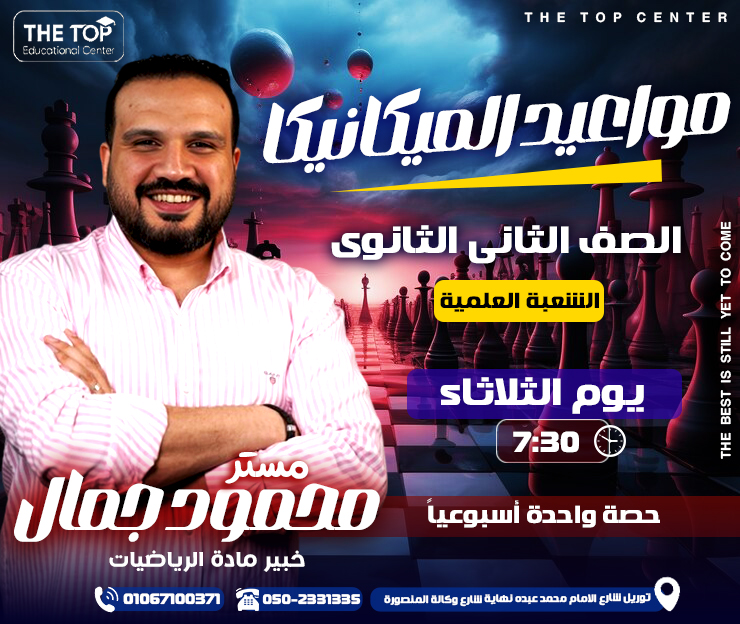 THE TOP
Educational Center
THE TOP CENTER
مواعيد الميكانيكا
الصف الثانى الثانوى
الشعبة العلمية
يوم الثلاثاء
7:30
حصة واحدة أسبوعياً
THE BEST IS STILL YET TO COME
مستر
محمود جمال
خبير مادة الرياضيات
01067100371
050-2331335
توريل شارع الامام محمد عبده نهاية شارع وكالة المنصورة